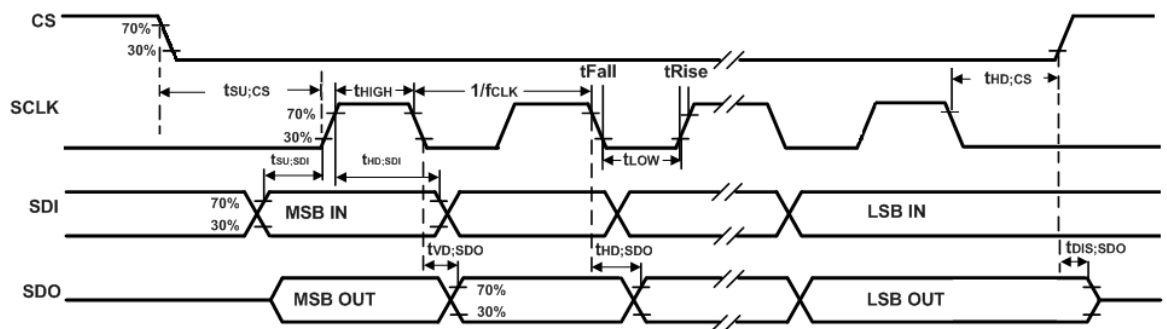 CS
70%
30%
tSU;CS
tHIGH
1/fCLK
tFall
tRise
tHD;CS
SCLK
70%
30%
tLOW
tSU;SDI
tHD;SDI
SDI
70%
30%
MSB IN
LSB IN
tVD;SDO
tHD;SDO
tDIS;SDO
SDO
MSB OUT
70%
30%
70%
30%
LSB OUT